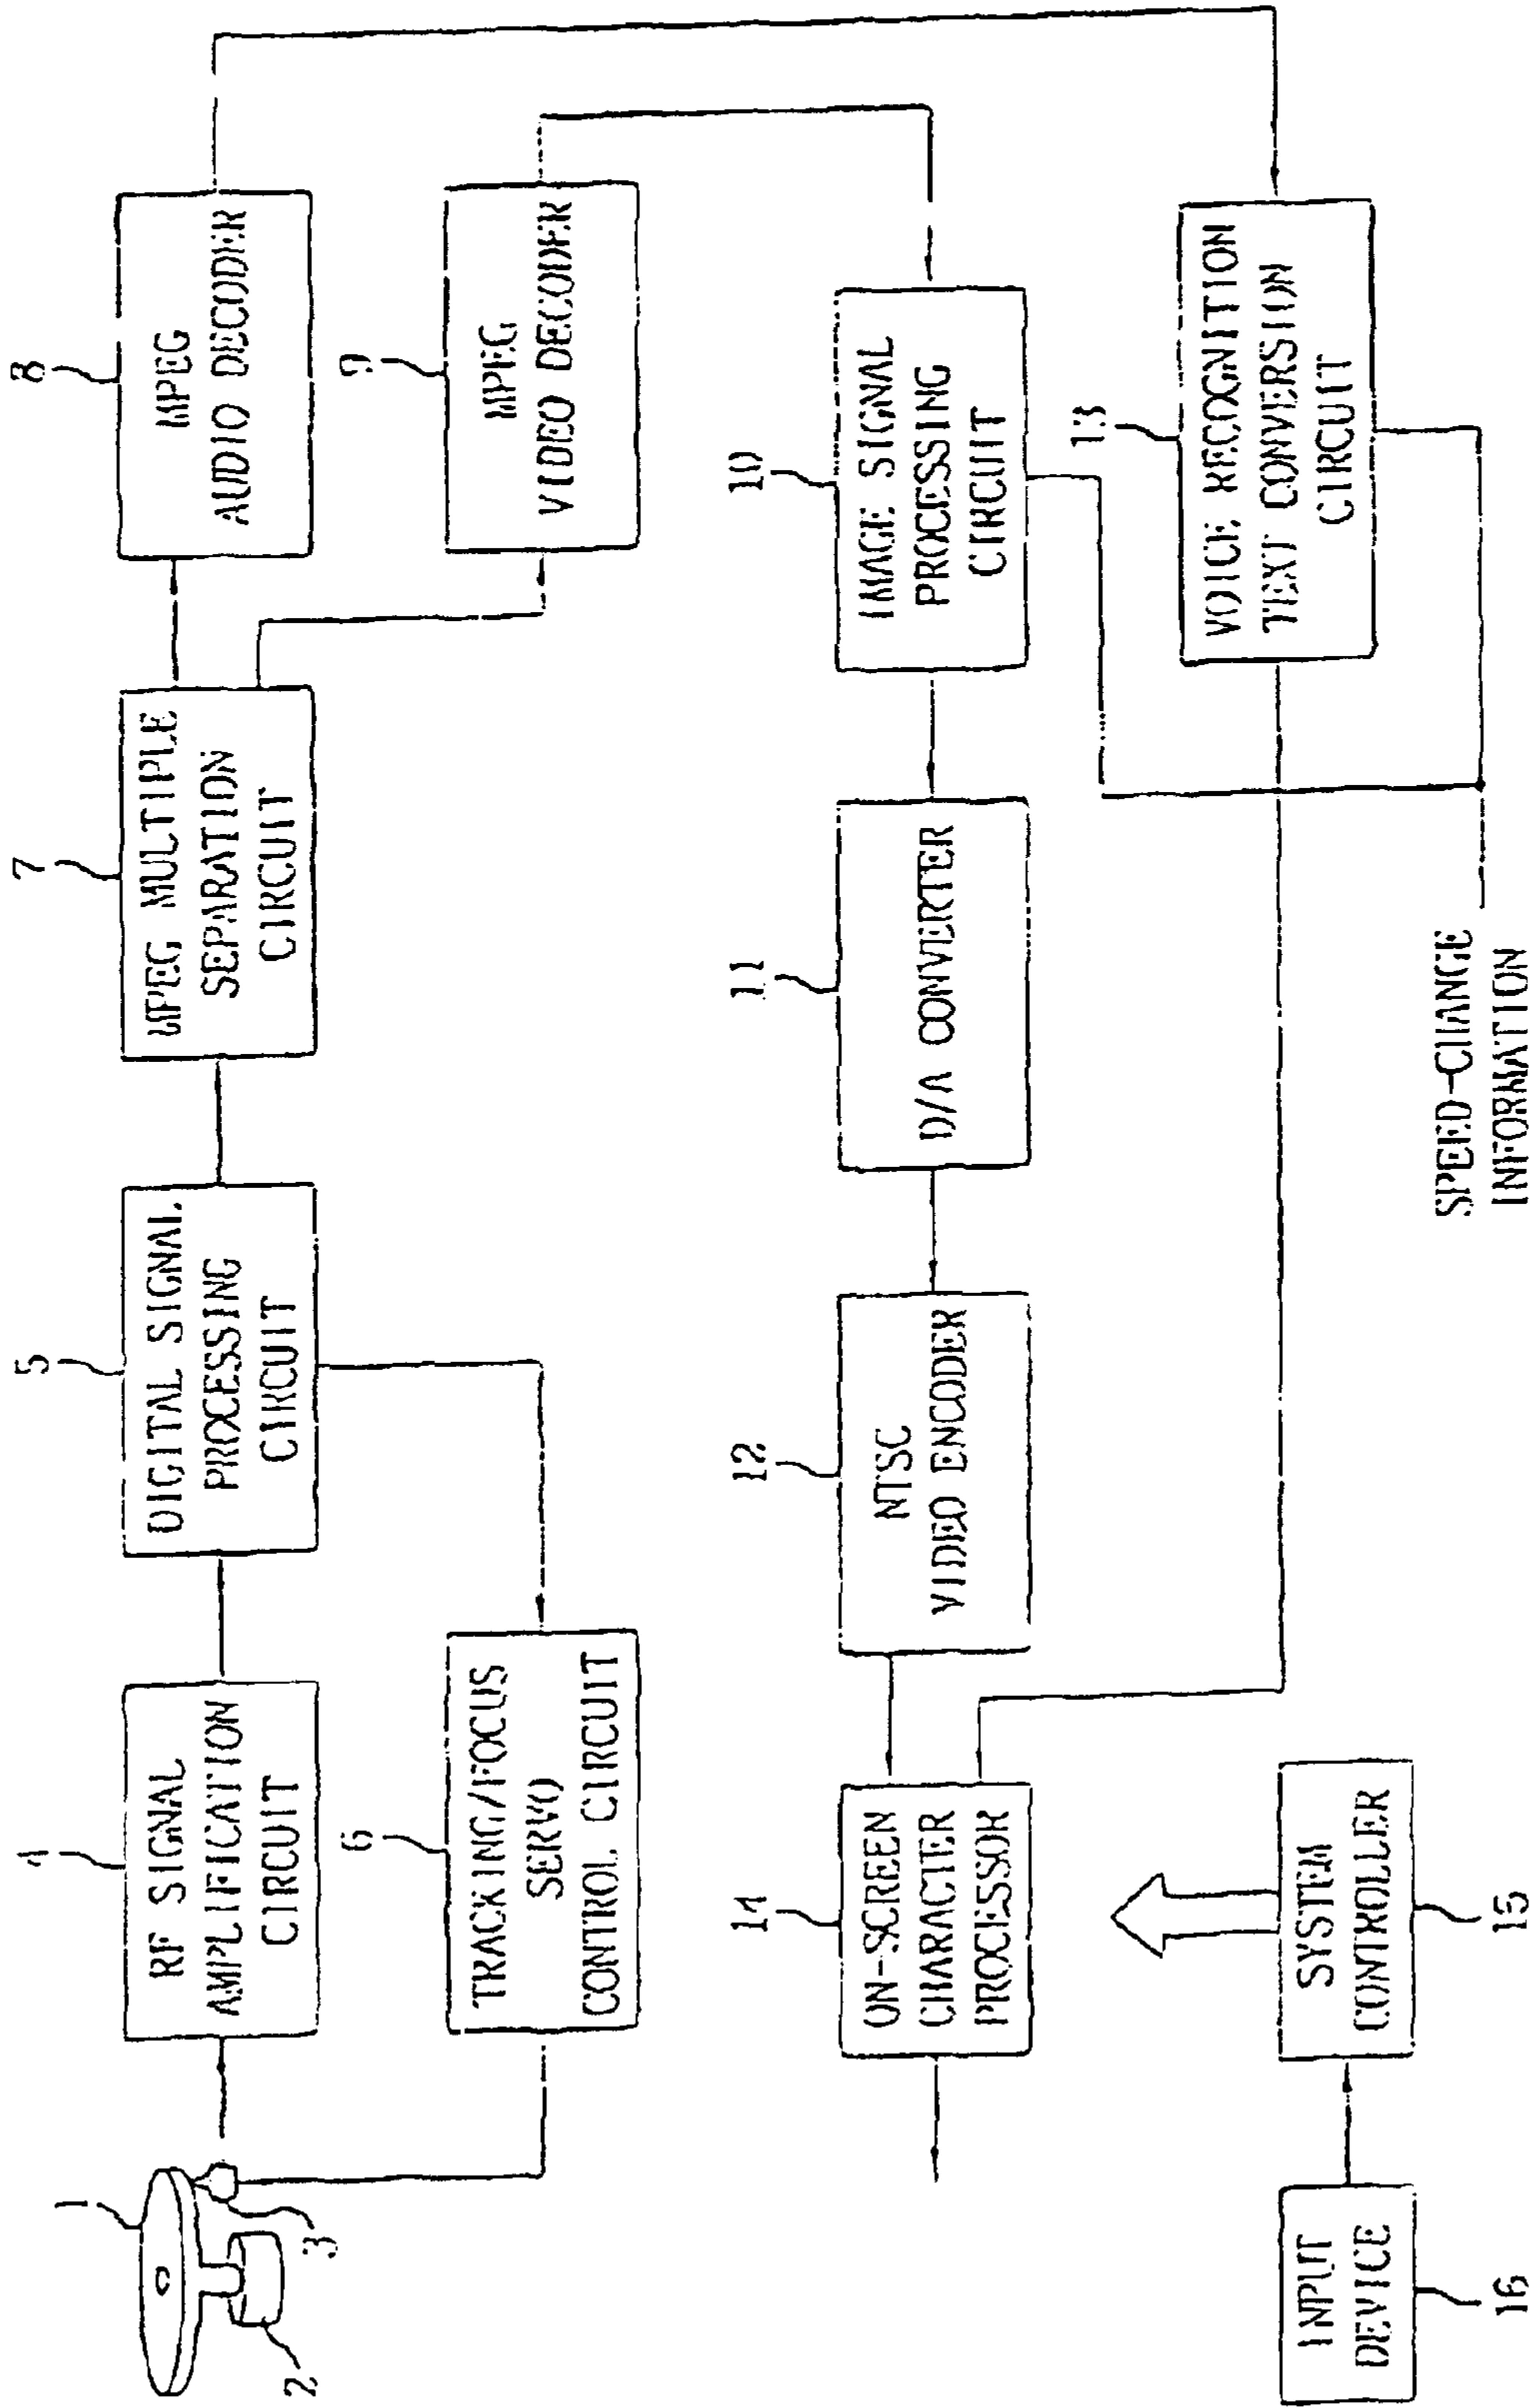 1
2
3
4
RF SIGNAL
AMPLIFICATION
CIRCUIT
5
DIGITAL SIGNAL
PROCESSING
CIRCUIT
7
MPEG MULTIPLE
SEPARATION
CIRCUIT
8
MPEG
AUDIO DECODER
6
TRACKING/FOCUS
SERVO
CONTROL CIRCUIT
9
MPEG
VIDEO DECODER
14
ON-SCREEN
CHARACTER
PROCESSOR
12
NTSC
VIDEO ENCODER
11
D/A CONVERTER
10
IMAGE SIGNAL
PROCESSING
CIRCUIT
13
VOICE RECOGNITION
TEXT CONVERSION
CIRCUIT
INPUT
DEVICE
16
SYSTEM
CONTROLLER
15
SPEED-CHANGE
INFORMATION